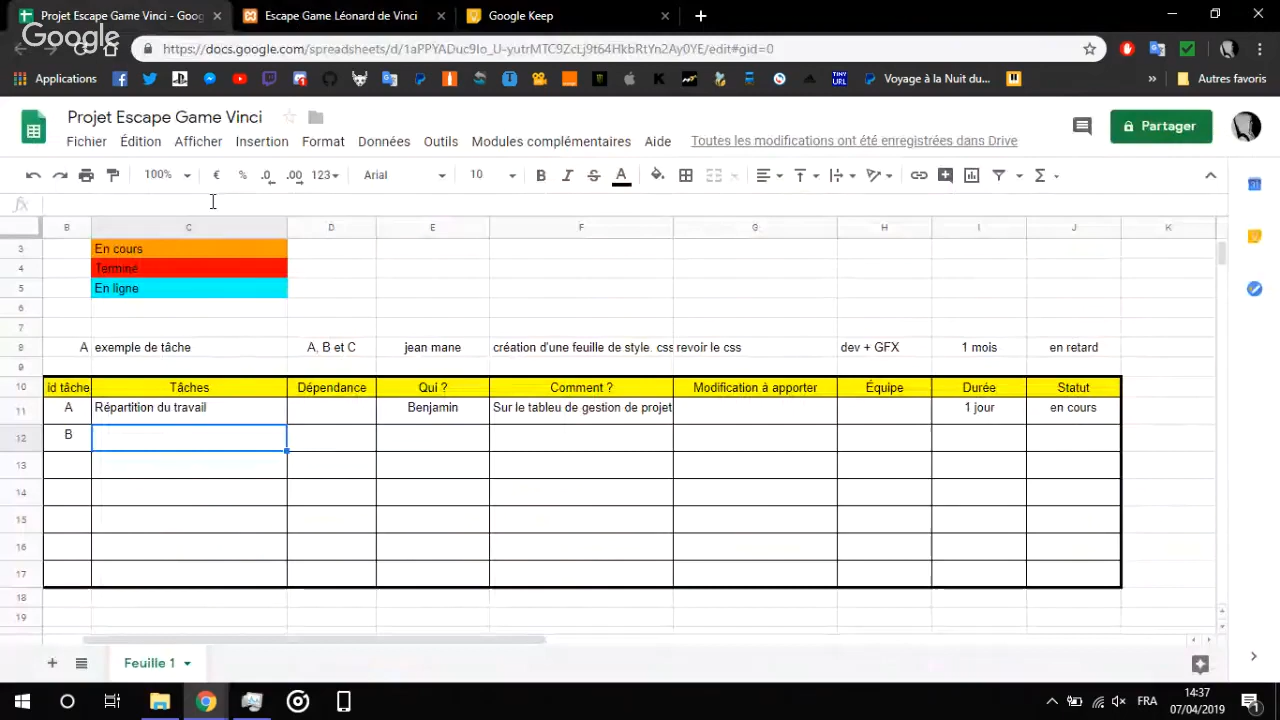 Projet Escape Game Vinci - Goog
Escape Game Léonard de Vinci
Google Keep
Google
https://docs.google.com/spreadsheets/d/1aPPYADuc9Io_U-yutrMTC9ZcLj9t64HkbRtYn2Ay0YE/edit#gid=0
Applications
TINY URL
Voyage à la Nuit du...
Autres favoris
Projet Escape Game Vinci
Fichier Édition Afficher Insertion Format Données Outils Modules complémentaires Aide Toutes les modifications ont été enregistrées dans Drive
Partager
100% € % .0 .00 123 Arial 10 B I S A
fx
B C D E F G H I J K
3 En cours
4 Terminé
5 En ligne
6
7
8 A exemple de tâche A, B et C jean mane création d'une feuille de style. css revoir le css dev + GFX 1 mois en retard
9
10 id tâche Tâches Dépendance Qui ? Comment ? Modification à apporter Équipe Durée Statut
11 A Répartition du travail Benjamin Sur le tableu de gestion de projet 1 jour en cours
12 B
13
14
15
16
17
18
19
Feuille 1
FRA
14:37
07/04/2019
1